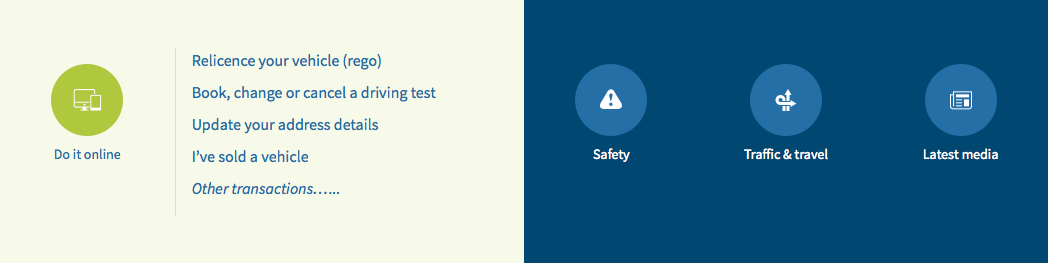 Do it online
Relicence your vehicle (rego)
Book, change or cancel a driving test
Update your address details
I’ve sold a vehicle
Other transactions…...
Safety
Traffic & travel
Latest media